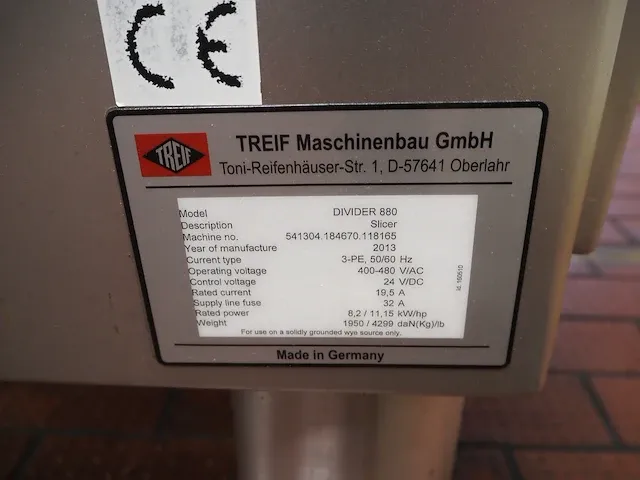 CE
TREIF
TREIF Maschinenbau GmbH
Toni-Reifenhäuser-Str. 1, D-57641 Oberlahr
Model DIVIDER 880
Description Slicer
Machine no. 541304.184670.118165
Year of manufacture 2013
Current type 3-PE, 50/60 Hz
Operating voltage 400-480 V/AC
Control voltage 24 V/DC
Rated current 19,5 A
Supply line fuse 32 A
Rated power 8,2 / 11,15 kW/hp
Weight 1950 / 4299 daN(Kg)/lb
For use on a solidly grounded wye source only.
id. 160610
Made in Germany